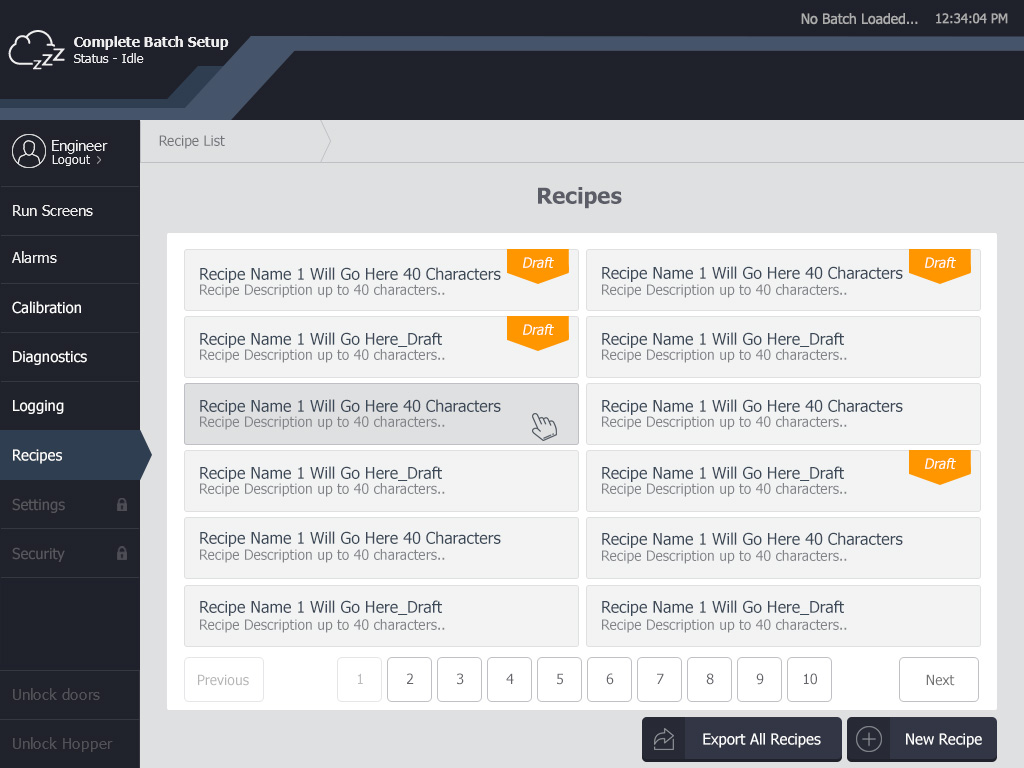 No Batch Loaded... 12:34:04 PM
Complete Batch Setup
Status - Idle
Engineer
Logout >
Run Screens
Alarms
Calibration
Diagnostics
Logging
Recipes
Settings
Security
Unlock doors
Unlock Hopper
Recipe List
Recipes
Recipe Name 1 Will Go Here 40 Characters
Recipe Description up to 40 characters..
Draft
Recipe Name 1 Will Go Here 40 Characters
Recipe Description up to 40 characters..
Draft
Recipe Name 1 Will Go Here_Draft
Recipe Description up to 40 characters..
Draft
Recipe Name 1 Will Go Here_Draft
Recipe Description up to 40 characters..
Recipe Name 1 Will Go Here 40 Characters
Recipe Description up to 40 characters..
Recipe Name 1 Will Go Here 40 Characters
Recipe Description up to 40 characters..
Recipe Name 1 Will Go Here_Draft
Recipe Description up to 40 characters..
Recipe Name 1 Will Go Here_Draft
Recipe Description up to 40 characters..
Draft
Recipe Name 1 Will Go Here 40 Characters
Recipe Description up to 40 characters..
Recipe Name 1 Will Go Here 40 Characters
Recipe Description up to 40 characters..
Recipe Name 1 Will Go Here_Draft
Recipe Description up to 40 characters..
Recipe Name 1 Will Go Here_Draft
Recipe Description up to 40 characters..
Previous 1 2 3 4 5 6 7 8 9 10 Next
Export All Recipes New Recipe